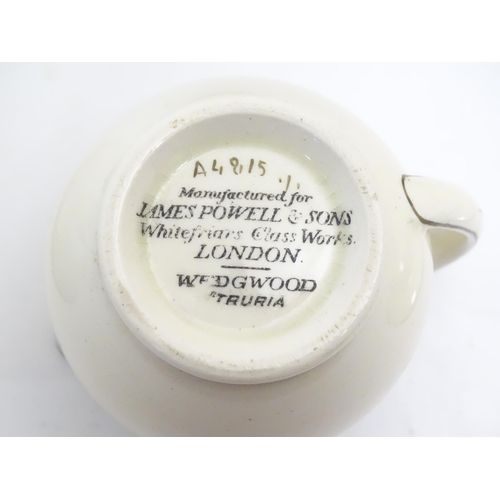 A4815
Manufactured for
JAMES POWELL & SONS
Whitefriars Glass Works.
LONDON.
WEDGWOOD
ETRURIA